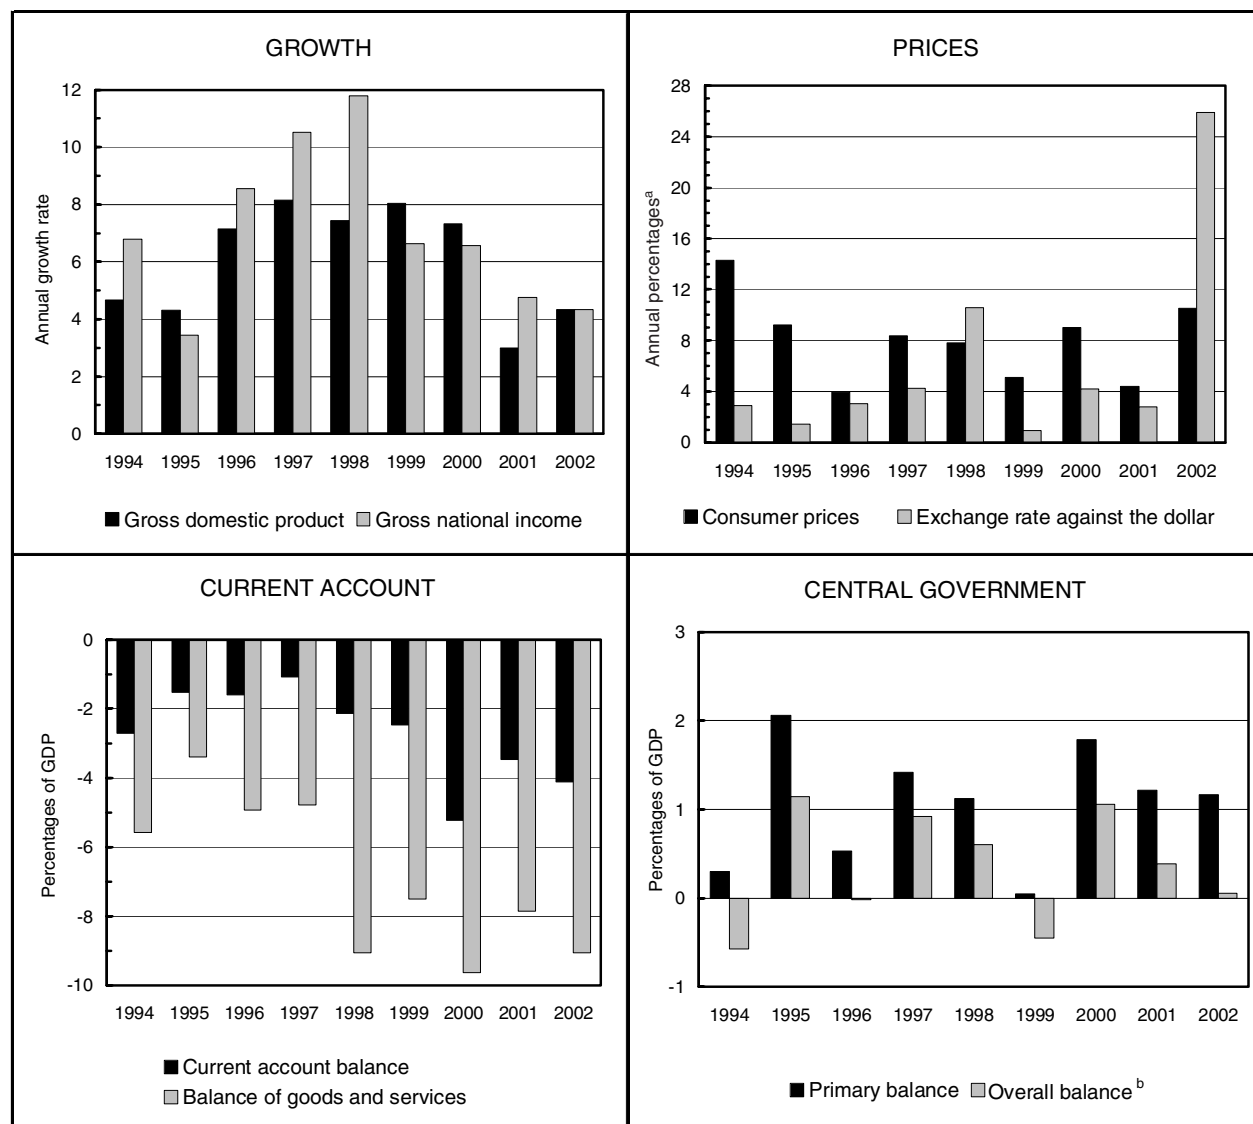 GROWTH
12
10
8
6
4
2
0
Annual growth rate
1994 1995 1996 1997 1998 1999 2000 2001 2002
Gross domestic product Gross national income
PRICES
28
24
20
16
12
8
4
0
Annual percentagesᵃ
1994 1995 1996 1997 1998 1999 2000 2001 2002
Consumer prices Exchange rate against the dollar
CURRENT ACCOUNT
0
-2
-4
-6
-8
-10
Percentages of GDP
1994 1995 1996 1997 1998 1999 2000 2001 2002
Current account balance
Balance of goods and services
CENTRAL GOVERNMENT
3
2
1
0
-1
Percentages of GDP
1994 1995 1996 1997 1998 1999 2000 2001 2002
Primary balance Overall balance ᵇ